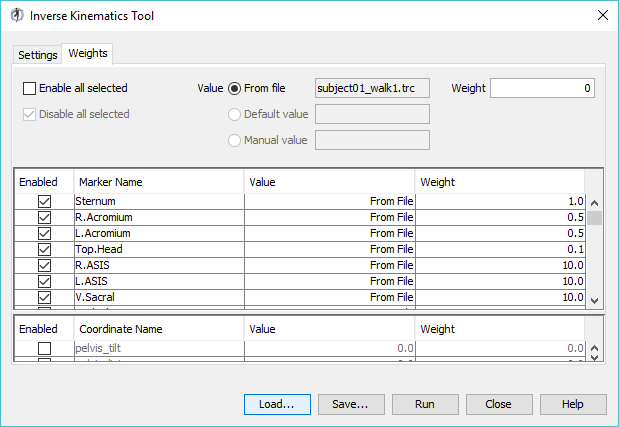 Inverse Kinematics Tool
Settings Weights
Enable all selected Value From file subject01_walk1.trc Weight 0
Disable all selected Default value
Manual value
Enabled Marker Name Value Weight
Sternum From File 1.0
R.Acromium From File 0.5
L.Acromium From File 0.5
Top.Head From File 0.1
R.ASIS From File 10.0
L.ASIS From File 10.0
V.Sacral From File 10.0
Enabled Coordinate Name Value Weight
pelvis_tilt 0.0 0.0
Load... Save... Run Close Help